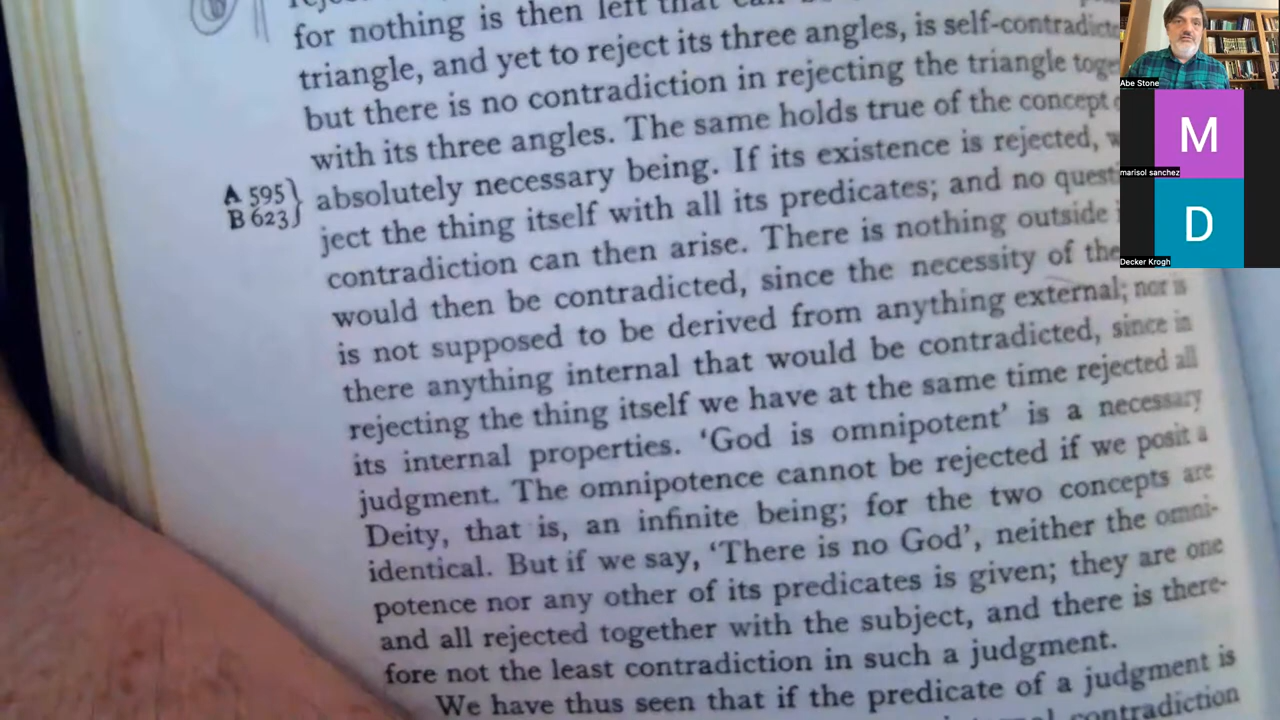 for nothing is then left that can
triangle, and yet to reject its three angles, is self-contradict
but there is no contradiction in rejecting the triangle toge
with its three angles. The same holds true of the concept
absolutely necessary being. If its existence is rejected,
A 595
B 623
ject the thing itself with all its predicates; and no questi
contradiction can then arise. There is nothing outside
would then be contradicted, since the necessity of the
is not supposed to be derived from anything external; nor is
there anything internal that would be contradicted, since in
rejecting the thing itself we have at the same time rejected all
its internal properties. ‘God is omnipotent’ is a necessary
judgment. The omnipotence cannot be rejected if we posit a
Deity, that is, an infinite being; for the two concepts are
identical. But if we say, ‘There is no God’, neither the omni-
potence nor any other of its predicates is given; they are one
and all rejected together with the subject, and there is there-
fore not the least contradiction in such a judgment.
We have thus seen that if the predicate of a judgment is
contradiction
Abe Stone
M
marisol sanchez
D
Decker Krogh